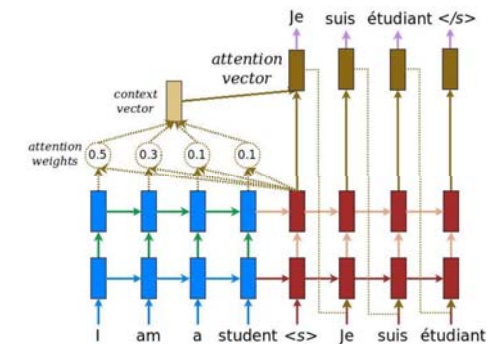 Je suis étudiant </s>
attention
vector
context
vector
attention
weights
0.5 0.3 0.1 0.1
I am a student <s> Je suis étudiant